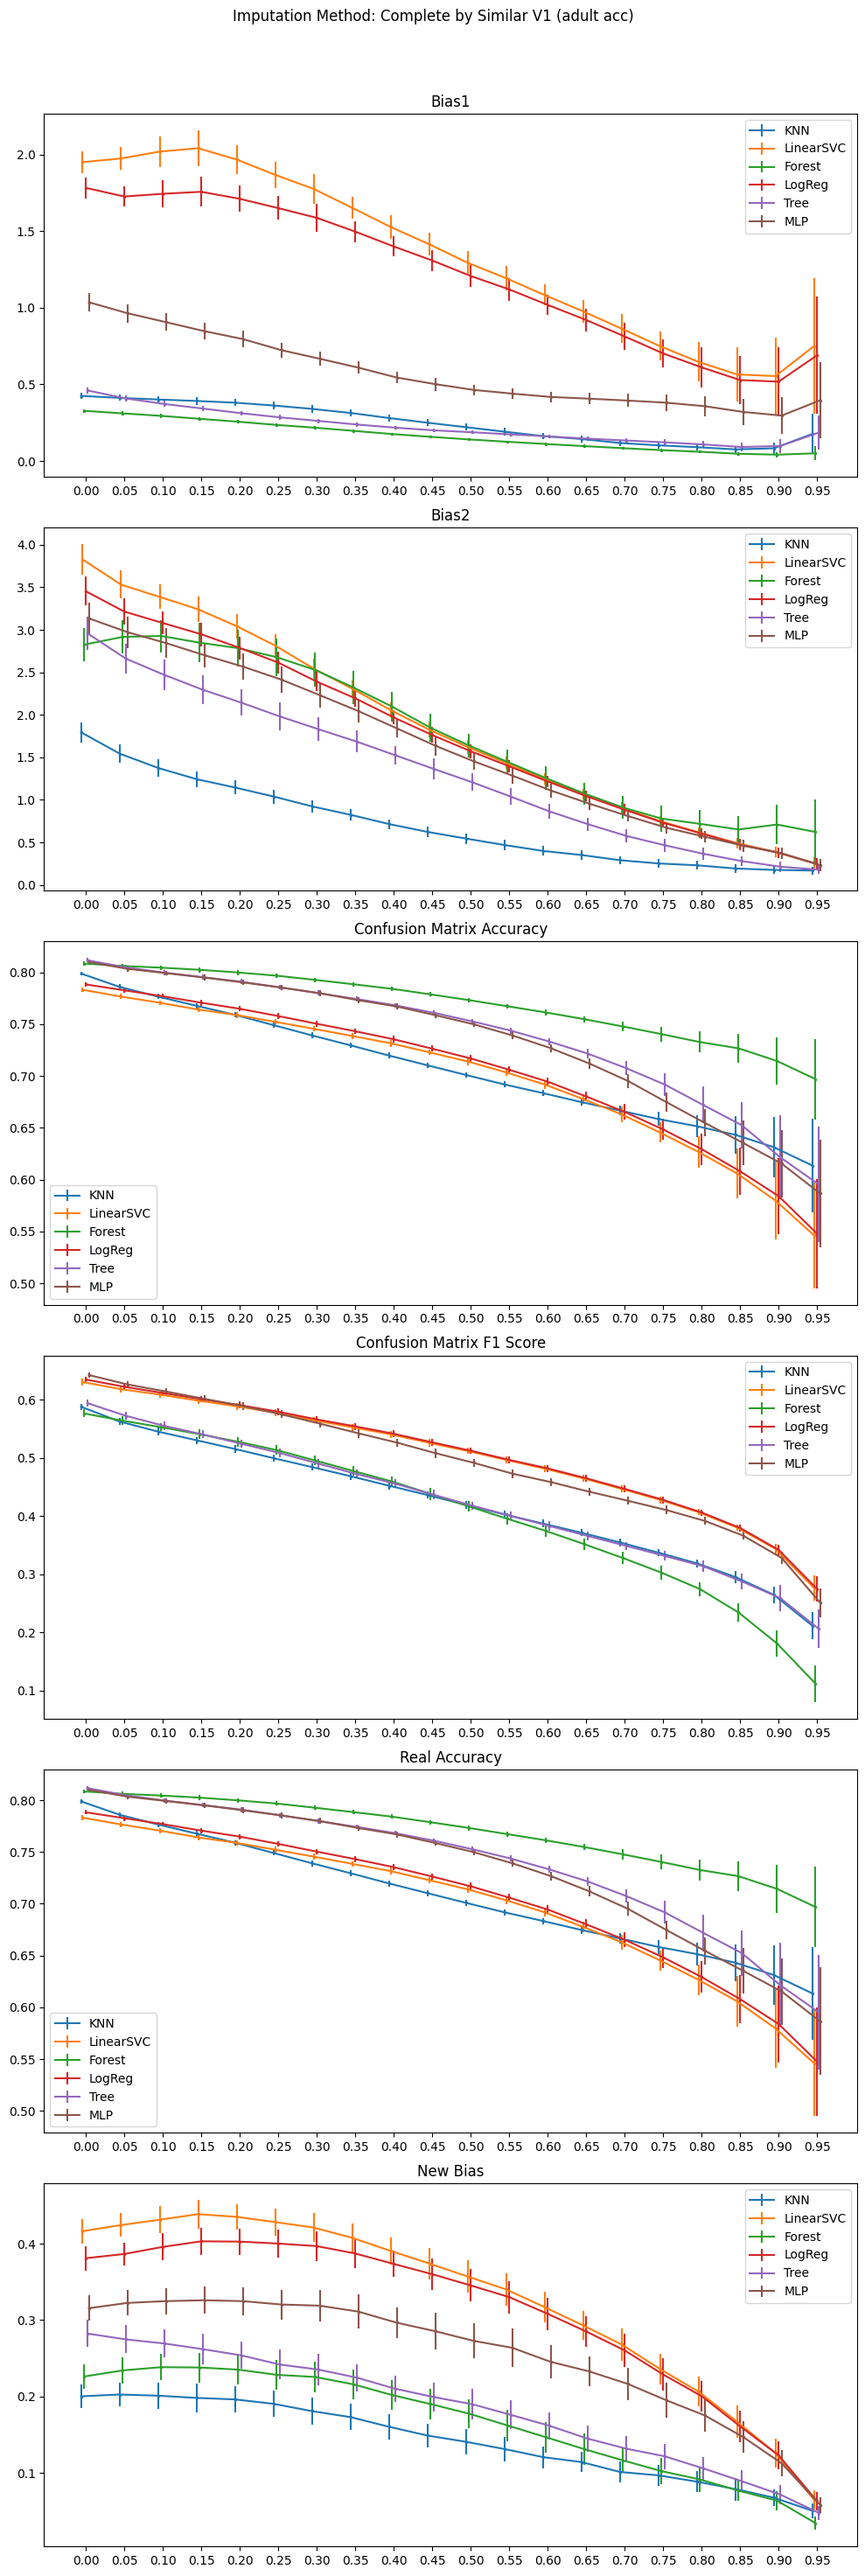 Imputation Method: Complete by Similar V1 (adult acc)
Bias1
2.0
1.5
1.0
0.5
0.0
KNN
LinearSVC
Forest
LogReg
Tree
MLP
0.00 0.05 0.10 0.15 0.20 0.25 0.30 0.35 0.40 0.45 0.50 0.55 0.60 0.65 0.70 0.75 0.80 0.85 0.90 0.95
Bias2
4.0
3.5
3.0
2.5
2.0
1.5
1.0
0.5
0.0
KNN
LinearSVC
Forest
LogReg
Tree
MLP
0.00 0.05 0.10 0.15 0.20 0.25 0.30 0.35 0.40 0.45 0.50 0.55 0.60 0.65 0.70 0.75 0.80 0.85 0.90 0.95
Confusion Matrix Accuracy
0.80
0.75
0.70
0.65
0.60
0.55
0.50
KNN
LinearSVC
Forest
LogReg
Tree
MLP
0.00 0.05 0.10 0.15 0.20 0.25 0.30 0.35 0.40 0.45 0.50 0.55 0.60 0.65 0.70 0.75 0.80 0.85 0.90 0.95
Confusion Matrix F1 Score
0.6
0.5
0.4
0.3
0.2
0.1
KNN
LinearSVC
Forest
LogReg
Tree
MLP
0.00 0.05 0.10 0.15 0.20 0.25 0.30 0.35 0.40 0.45 0.50 0.55 0.60 0.65 0.70 0.75 0.80 0.85 0.90 0.95
Real Accuracy
0.80
0.75
0.70
0.65
0.60
0.55
0.50
KNN
LinearSVC
Forest
LogReg
Tree
MLP
0.00 0.05 0.10 0.15 0.20 0.25 0.30 0.35 0.40 0.45 0.50 0.55 0.60 0.65 0.70 0.75 0.80 0.85 0.90 0.95
New Bias
0.4
0.3
0.2
0.1
KNN
LinearSVC
Forest
LogReg
Tree
MLP
0.00 0.05 0.10 0.15 0.20 0.25 0.30 0.35 0.40 0.45 0.50 0.55 0.60 0.65 0.70 0.75 0.80 0.85 0.90 0.95